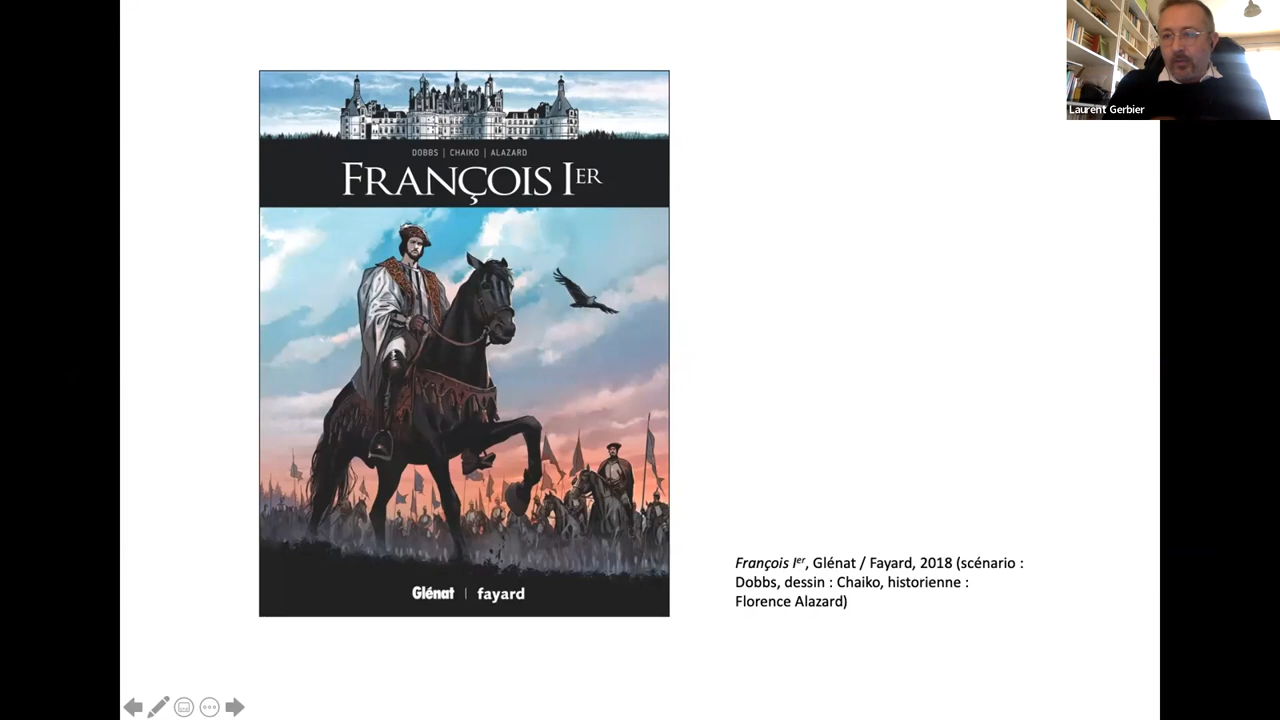 Laurent Gerbier
DOBBS | CHAIKO | ALAZARD
FRANÇOIS IER
Glénat | fayard
François Ier, Glénat / Fayard, 2018 (scénario :
Dobbs, dessin : Chaiko, historienne :
Florence Alazard)